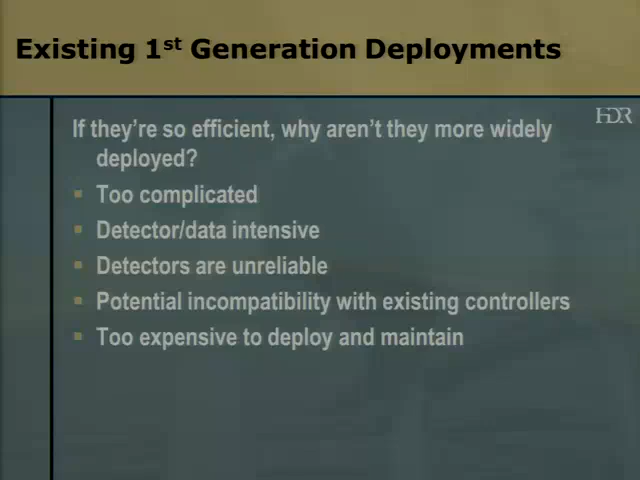 Existing 1st Generation Deployments
HDR
If they're so efficient, why aren't they more widely
deployed?
Too complicated
Detector/data intensive
Detectors are unreliable
Potential incompatibility with existing controllers
Too expensive to deploy and maintain